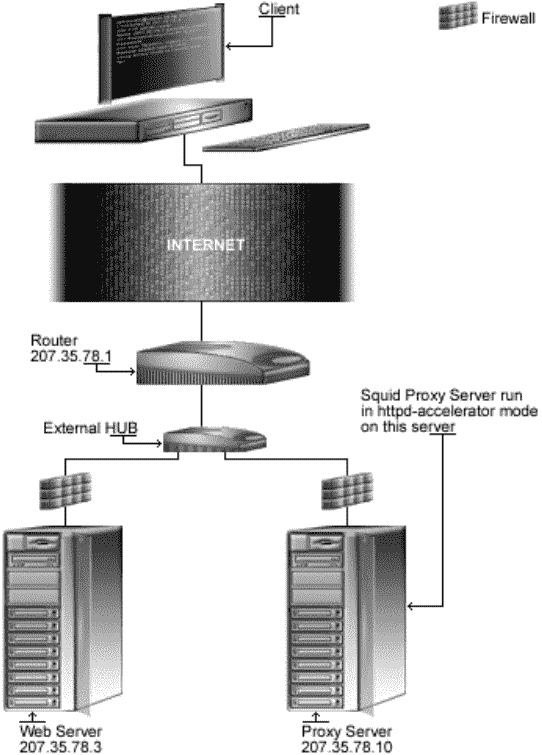 Client
Firewall
INTERNET
Router
207.35.78.1
Squid Proxy Server run
in httpd-accelerator mode
on this server
External HUB
Web Server
207.35.78.3
Proxy Server
207.35.78.10